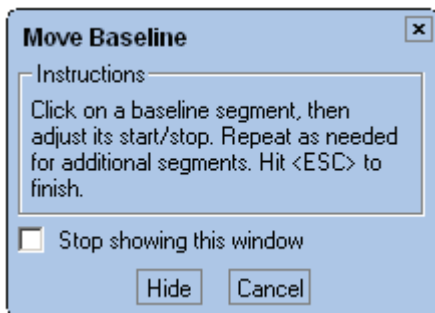 Move Baseline
Instructions
Click on a baseline segment, then
adjust its start/stop. Repeat as needed
for additional segments. Hit <ESC> to
finish.
Stop showing this window
Hide Cancel